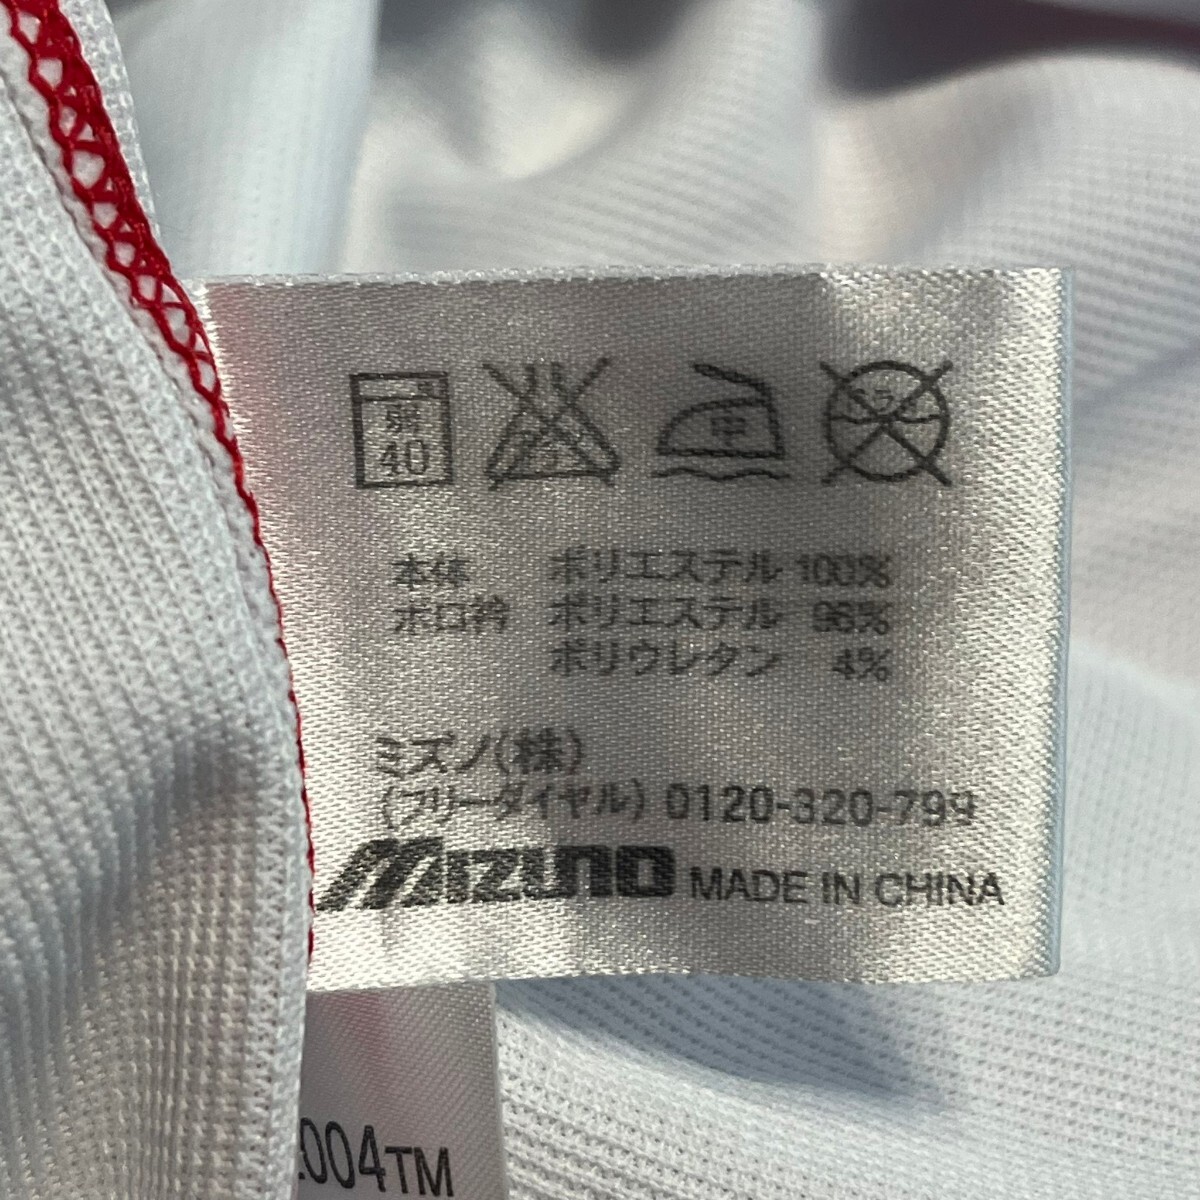 弱
40
中
本体 ポリエステル 100%
ポロ衿 ポリエステル 96%
ポリウレタン 4%
ミズノ(株)
(フリーダイヤル) 0120-320-799
MIZUNO MADE IN CHINA
2004TM